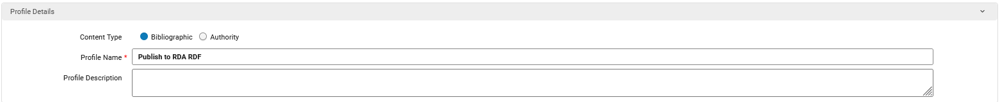 Profile Details
Content Type Bibliographic Authority
Profile Name * Publish to RDA RDF
Profile Description